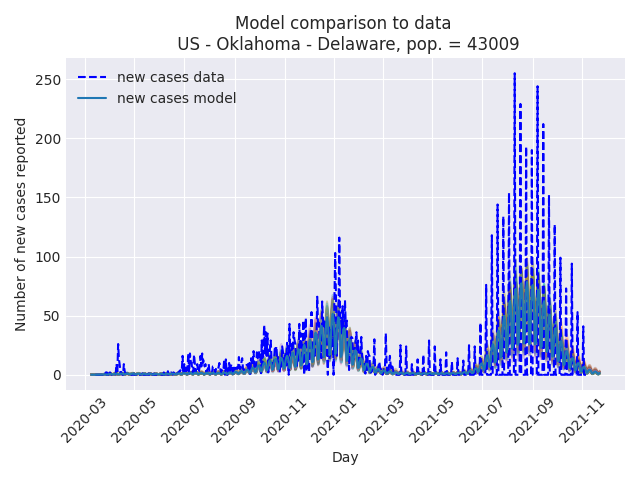 Model comparison to data
US - Oklahoma - Delaware, pop. = 43009
new cases data
new cases model
Number of new cases reported
250
200
150
100
50
0
2020-03
2020-05
2020-07
2020-09
2020-11
2021-01
2021-03
2021-05
2021-07
2021-09
2021-11
Day